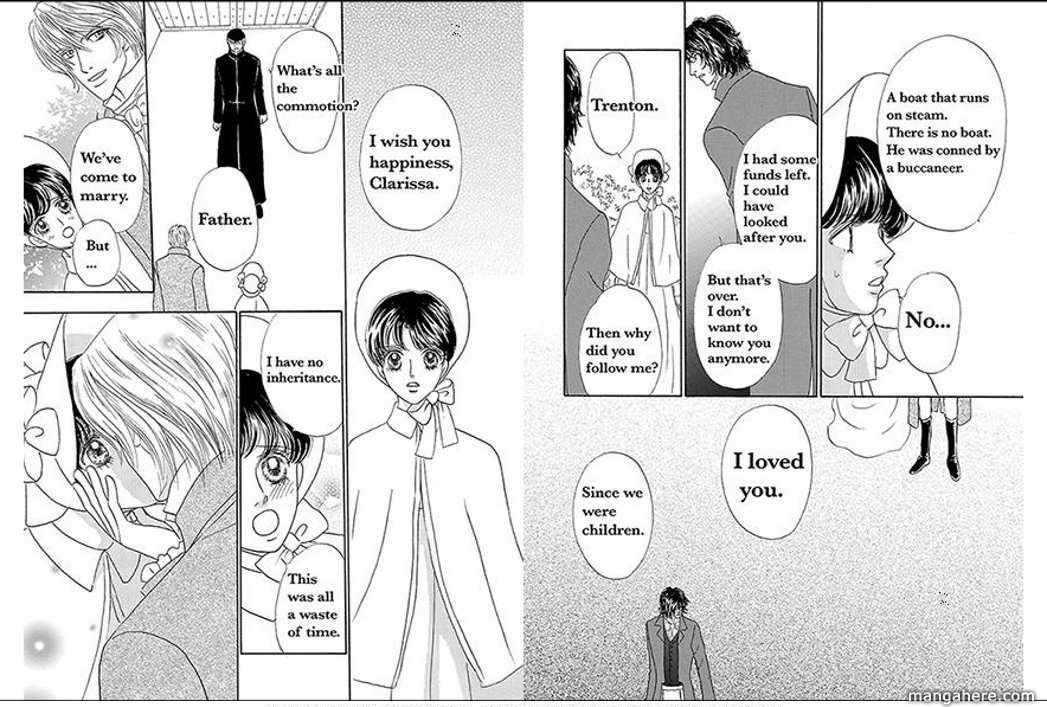 A boat that runs
on steam.
There is no boat.
He was conned by
a buccaneer.
No...
I had some
funds left.
I could
have
looked
after you.
But that's
over.
I don't
want to
know you
anymore.
Trenton.
Then why
did you
follow me?
I loved
you.
Since we
were
children.
I wish you
happiness,
Clarissa.
What's all
the
commotion?
Father.
We've
come to
marry.
But
...
I have no
inheritance.
This
was all
a waste
of time.
mangahere.com